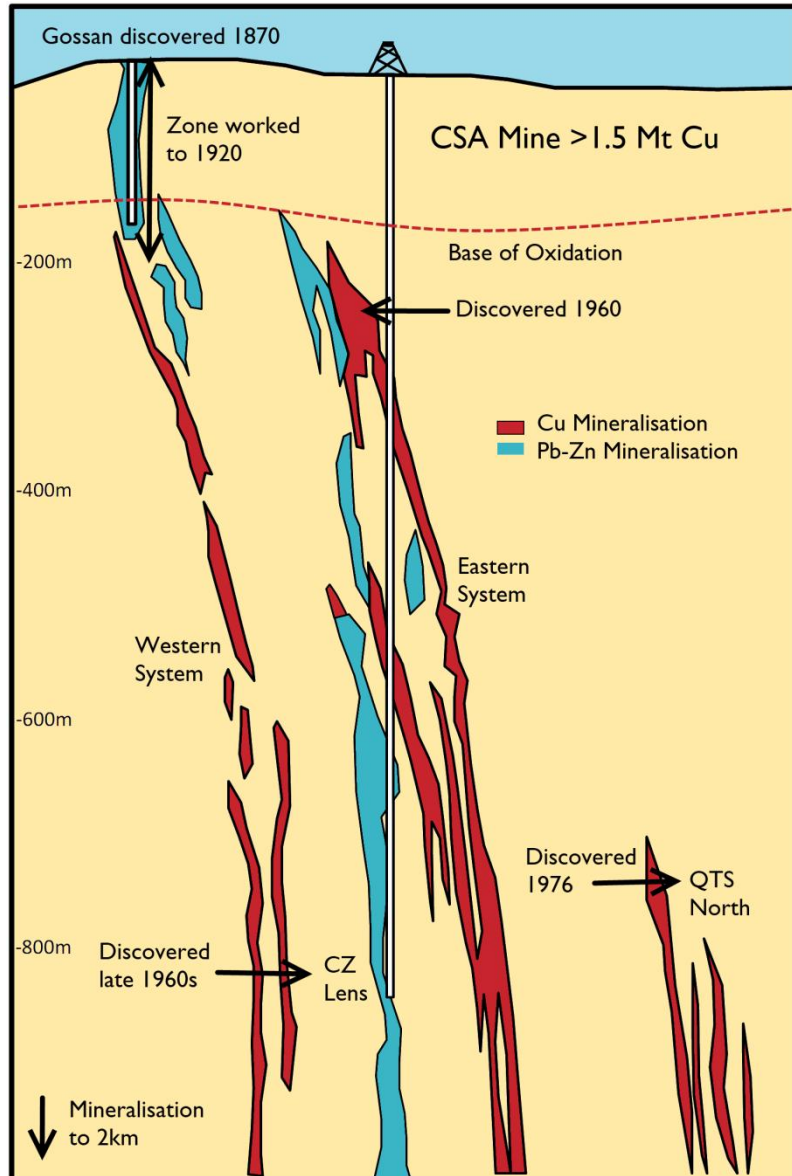 Gossan discovered 1870
Zone worked
to 1920
CSA Mine >1.5 Mt Cu
-200m
Base of Oxidation
Discovered 1960
Cu Mineralisation
Pb-Zn Mineralisation
-400m
Eastern
System
Western
System
-600m
Discovered
1976
QTS
North
-800m
Discovered
late 1960s
CZ
Lens
Mineralisation
to 2km